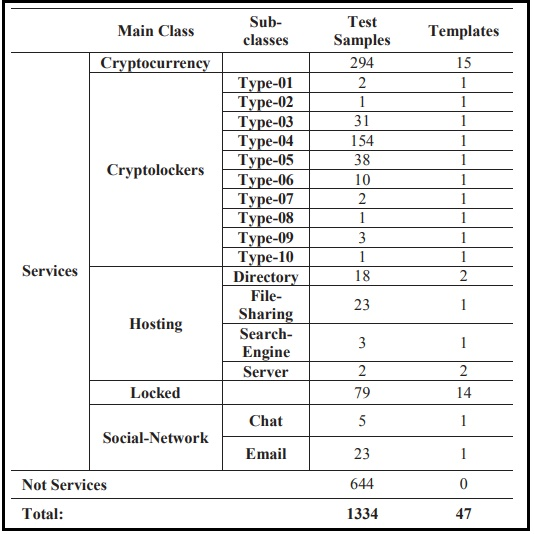 Main Class Sub-classes Test Samples Templates
Services Cryptocurrency 294 15
Cryptolockers Type-01 2 1
Type-02 1 1
Type-03 31 1
Type-04 154 1
Type-05 38 1
Type-06 10 1
Type-07 2 1
Type-08 1 1
Type-09 3 1
Type-10 1 1
Hosting Directory 18 2
File-Sharing 23 1
Search-Engine 3 1
Server 2 2
Locked 79 14
Social-Network Chat 5 1
Email 23 1
Not Services 644 0
Total: 1334 47